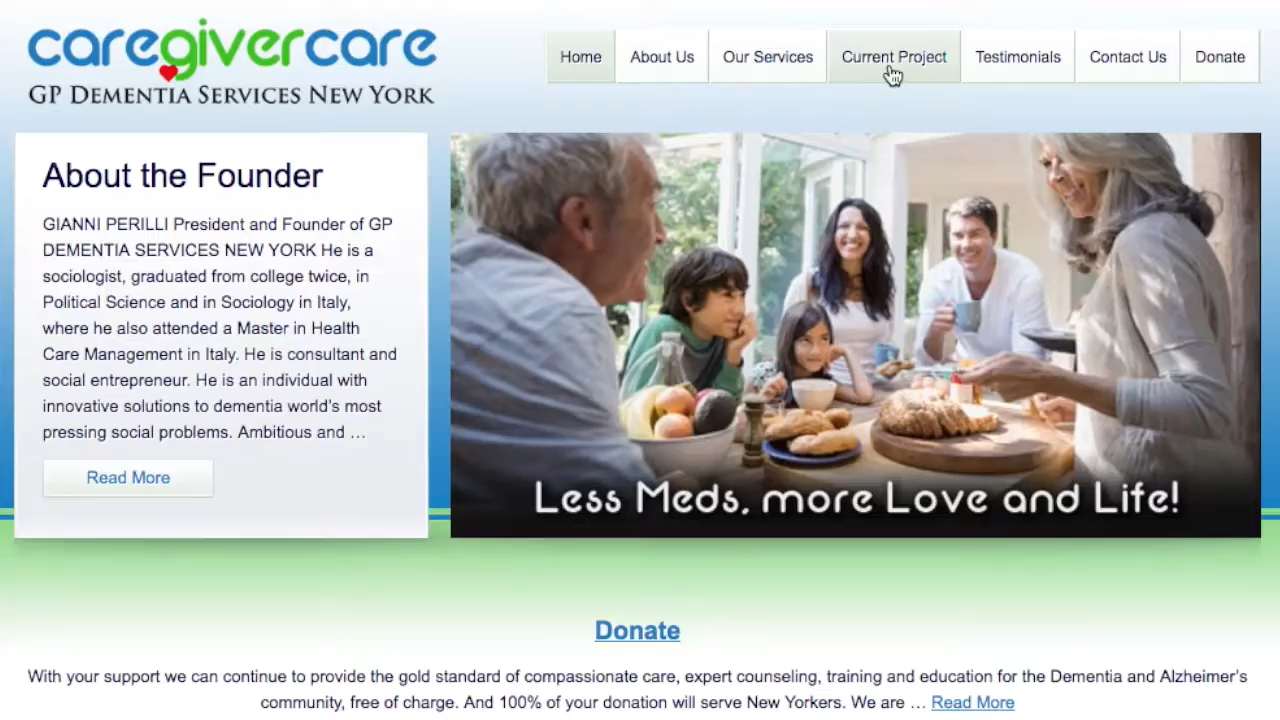 caregivercare
GP Dementia Services New York
Home
About Us
Our Services
Current Project
Testimonials
Contact Us
Donate
About the Founder
GIANNI PERILLI President and Founder of GP
DEMENTIA SERVICES NEW YORK He is a
sociologist, graduated from college twice, in
Political Science and in Sociology in Italy,
where he also attended a Master in Health
Care Management in Italy. He is consultant and
social entrepreneur. He is an individual with
innovative solutions to dementia world's most
pressing social problems. Ambitious and …
Read More
Less Meds, more Love and Life!
Donate
With your support we can continue to provide the gold standard of compassionate care, expert counseling, training and education for the Dementia and Alzheimer's
community, free of charge. And 100% of your donation will serve New Yorkers. We are … Read More